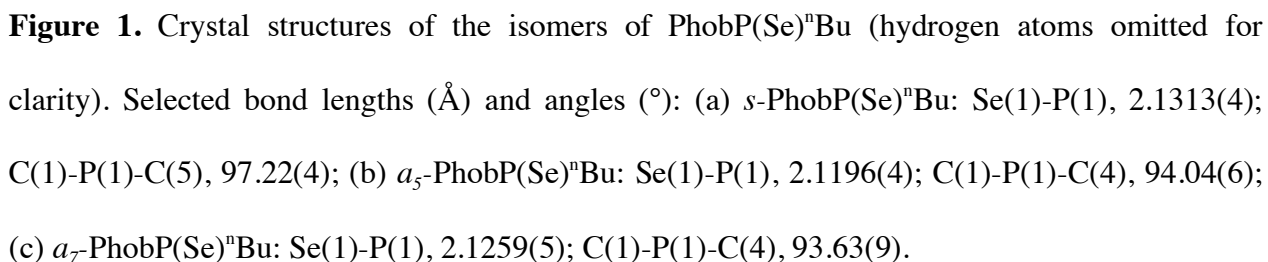 Figure 1. Crystal structures of the isomers of PhobP(Se)ⁿBu (hydrogen atoms omitted for
clarity). Selected bond lengths (Å) and angles (°): (a) s-PhobP(Se)ⁿBu: Se(1)-P(1), 2.1313(4);
C(1)-P(1)-C(5), 97.22(4); (b) a₅-PhobP(Se)ⁿBu: Se(1)-P(1), 2.1196(4); C(1)-P(1)-C(4), 94.04(6);
(c) a₇-PhobP(Se)ⁿBu: Se(1)-P(1), 2.1259(5); C(1)-P(1)-C(4), 93.63(9).